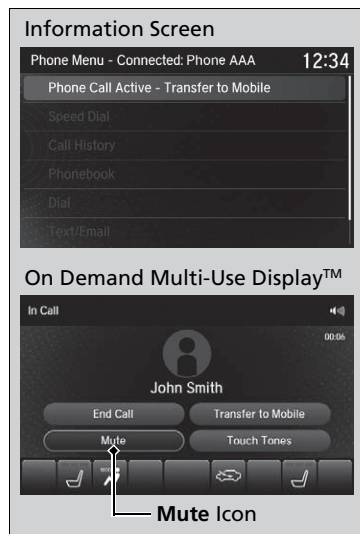 Information Screen
Phone Menu - Connected: Phone AAA 12:34
Phone Call Active - Transfer to Mobile
Speed Dial
Call History
Phonebook
Dial
Text/Email
On Demand Multi-Use Display™
In Call
00:06
John Smith
End Call Transfer to Mobile
Mute Touch Tones
Mute Icon